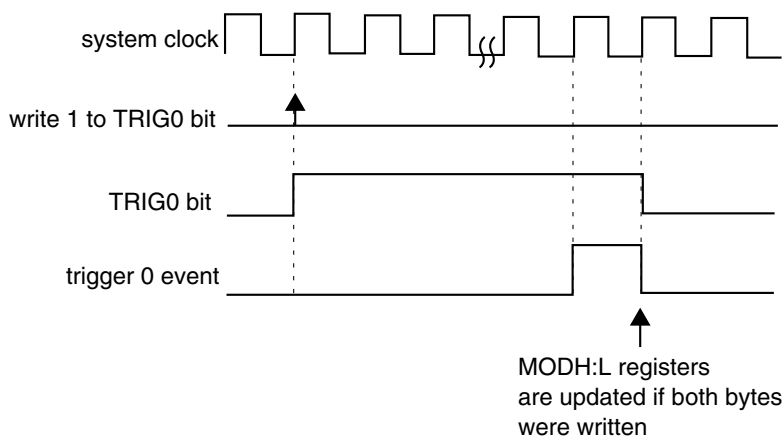 system clock
write 1 to TRIG0 bit
TRIG0 bit
trigger 0 event
MODH:L registers
are updated if both bytes
were written